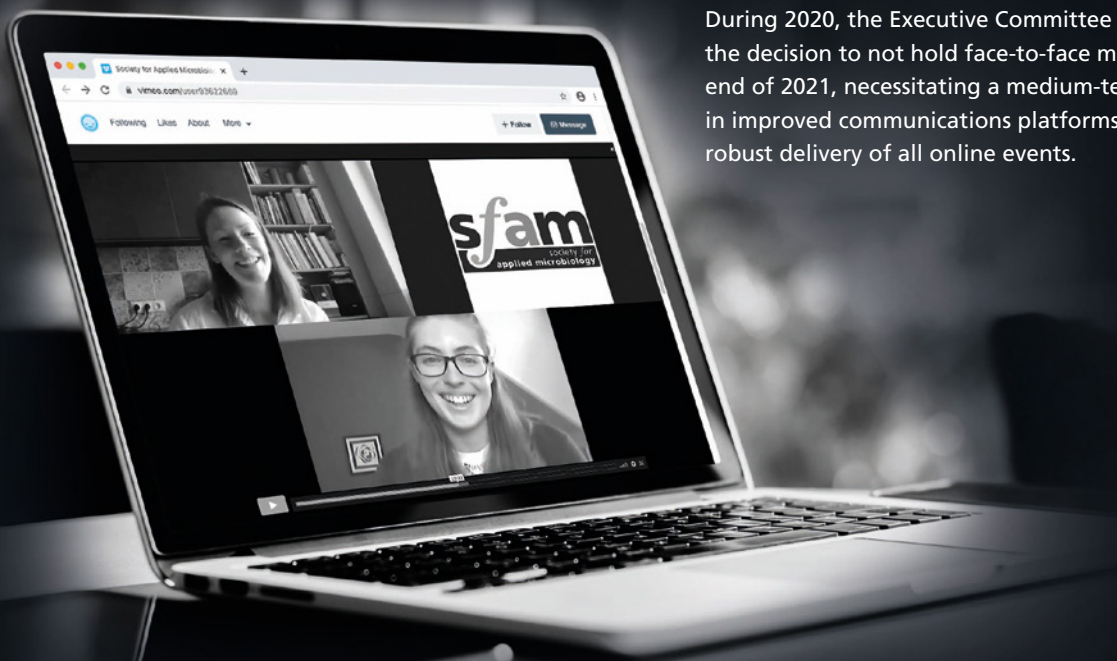 During 2020, the Executive Committee
the decision to not hold face-to-face m
end of 2021, necessitating a medium-te
in improved communications platforms
robust delivery of all online events.
Society for Applied Microbiolo
vimeo.com/user93622689
Following Likes About More
+ Follow
Message
sfam
society for
applied microbiology